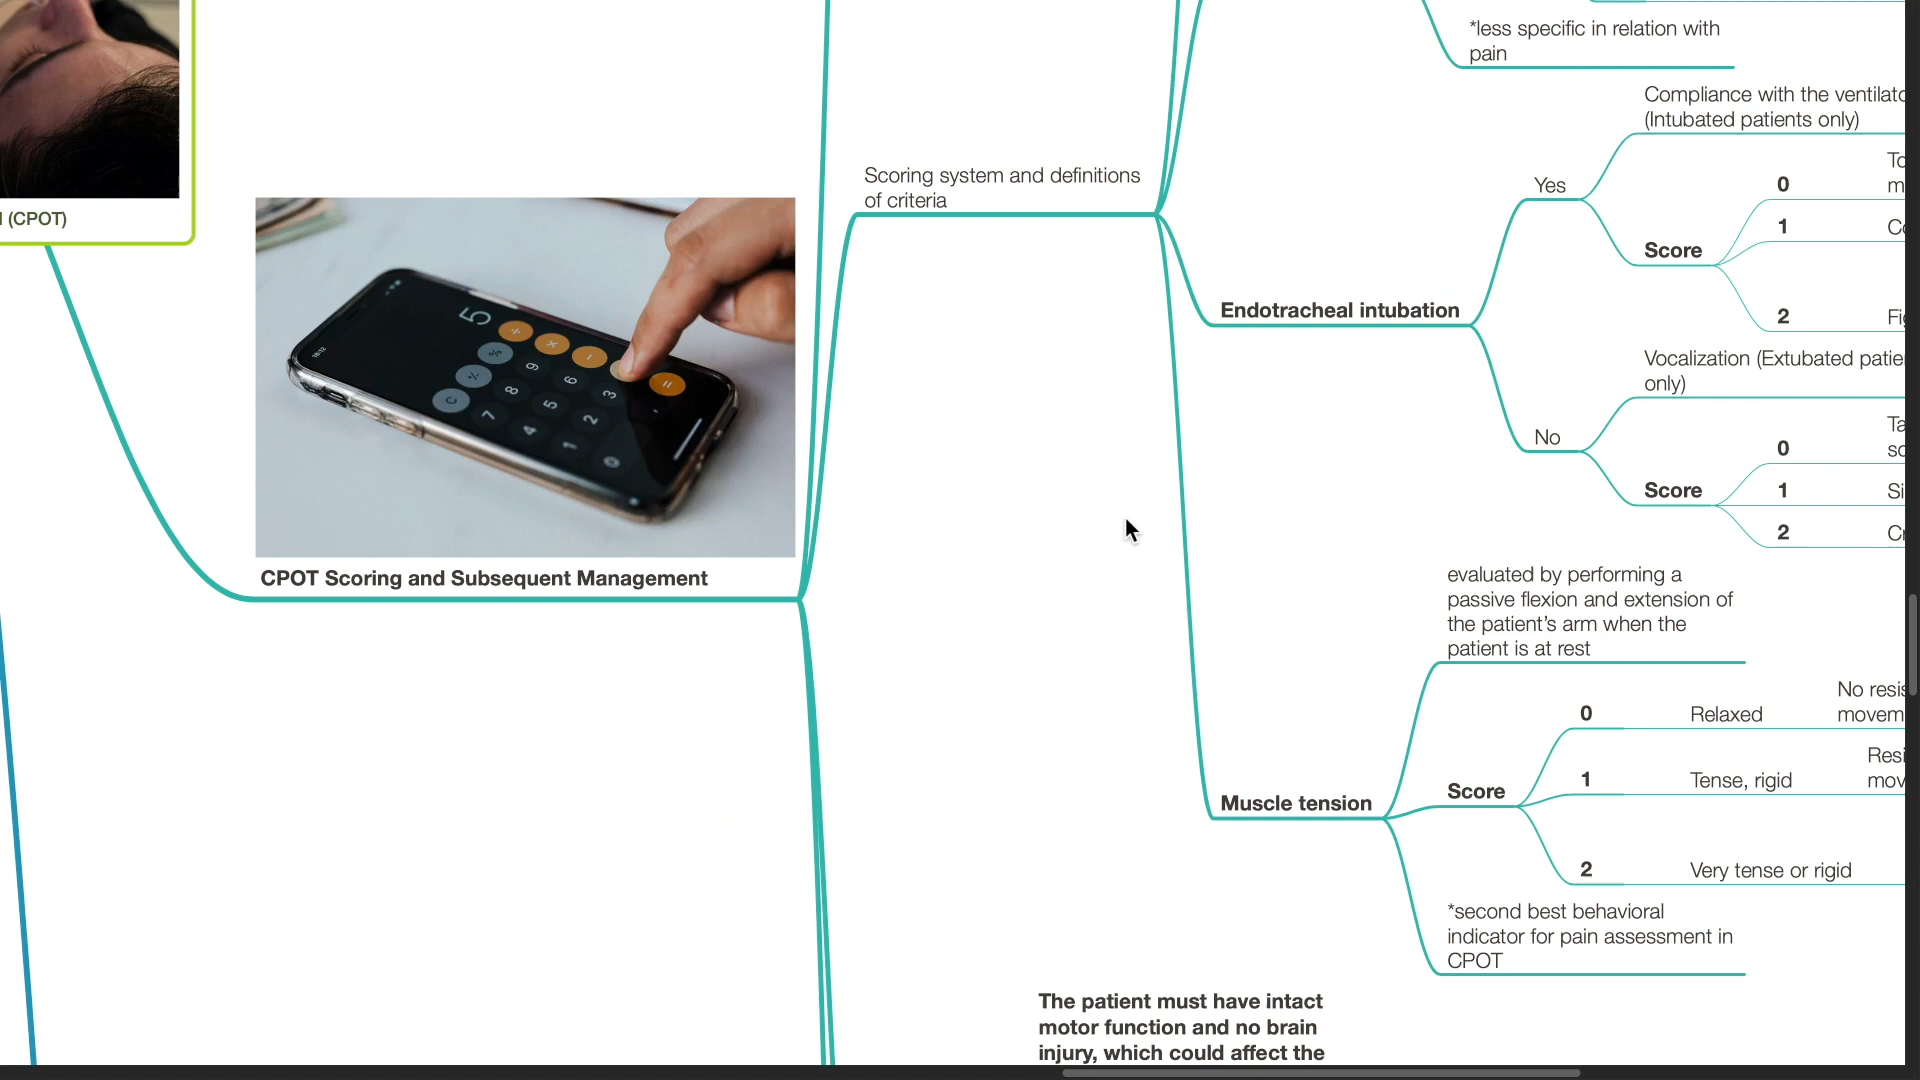 *less specific in relation with
pain
Compliance with the
(Intubated patients only)
Scoring system and definitions
of criteria
Yes
0
1
Score
2
(CPOT)
Endotracheal intubation
Vocalization (Extubated
only)
No
0
Score
1
2
5
18:12
CPOT Scoring and Subsequent Management
evaluated by performing a
passive flexion and extension of
the patient’s arm when the
patient is at rest
No
0 Relaxed
1 Tense, rigid
Score
Muscle tension
2 Very tense or rigid
*second best behavioral
indicator for pain assessment in
CPOT
The patient must have intact
motor function and no brain
injury, which could affect the